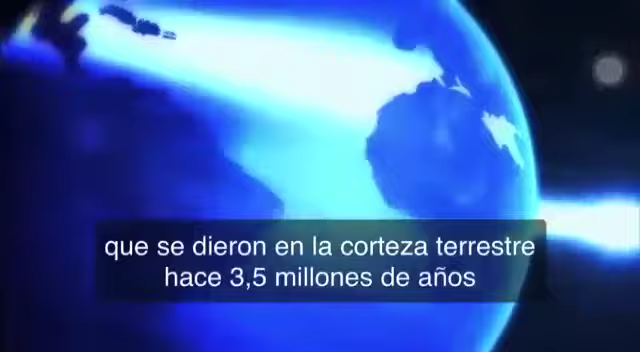 que se dieron en la corteza terrestre
hace 3,5 millones de años